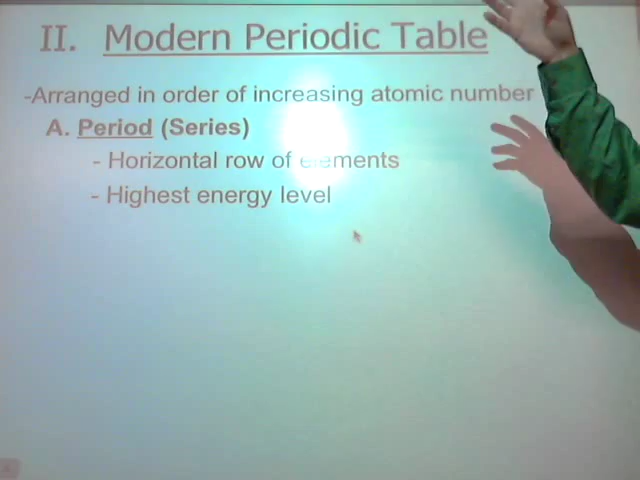 II. Modern Periodic Table
-Arranged in order of increasing atomic number
A. Period (Series)
- Horizontal row of elements
- Highest energy level